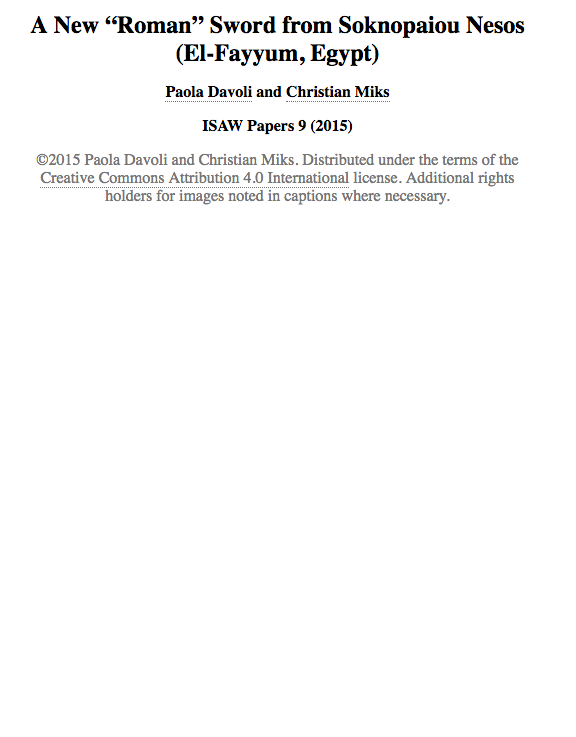 A New “Roman” Sword from Soknopaiou Nesos
(El-Fayyum, Egypt)
Paola Davoli and Christian Miks
ISAW Papers 9 (2015)
©2015 Paola Davoli and Christian Miks. Distributed under the terms of the
Creative Commons Attribution 4.0 International license. Additional rights
holders for images noted in captions where necessary.